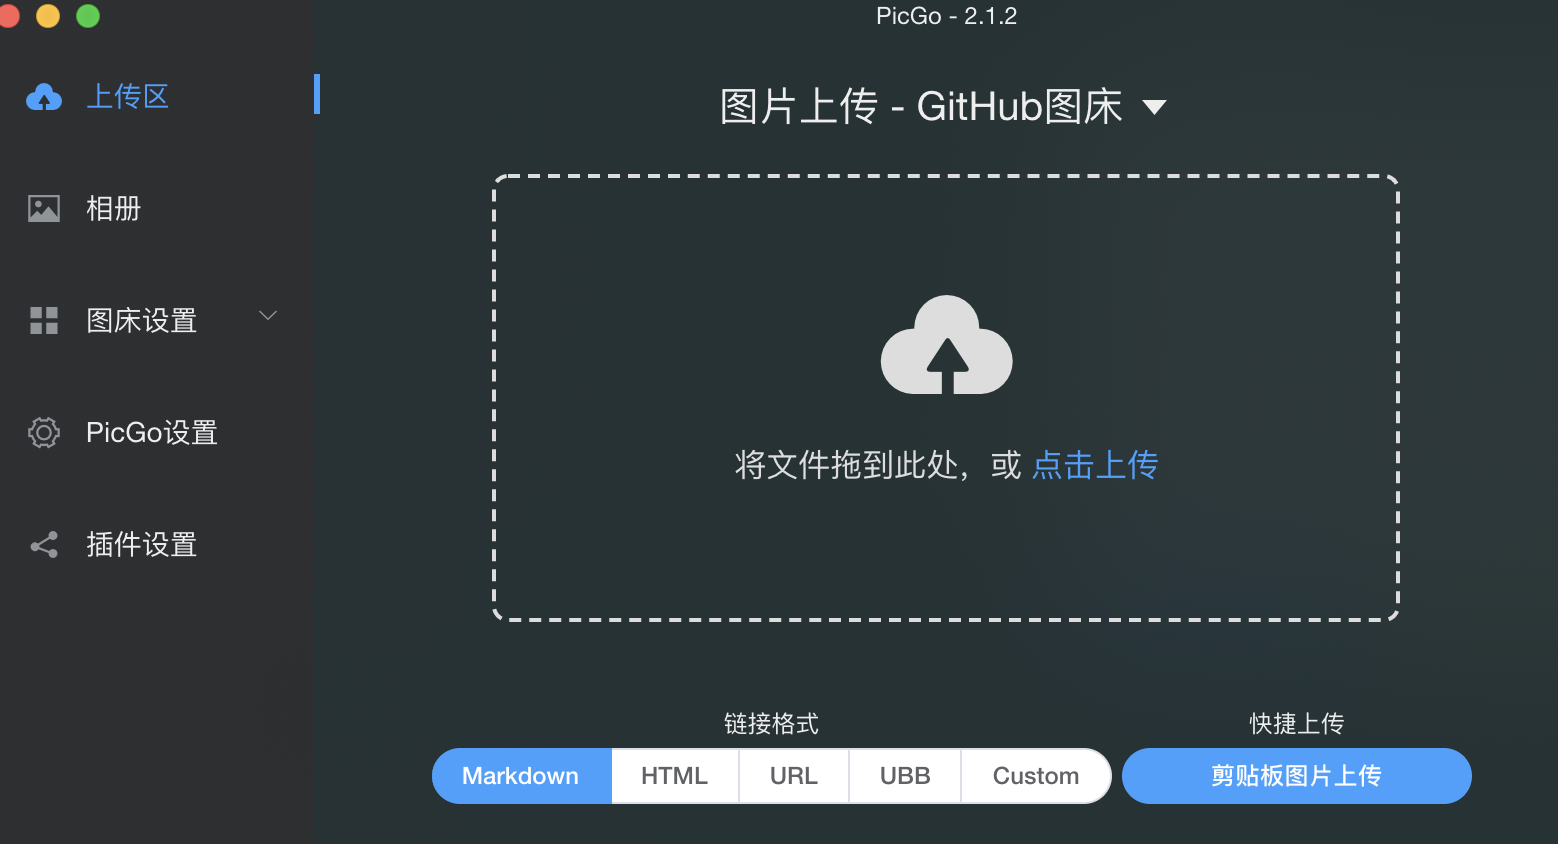 PicGo - 2.1.2
上传区
相册
图床设置
PicGo设置
插件设置
图片上传 - GitHub图床
将文件拖到此处，或 点击上传
链接格式
Markdown
HTML
URL
UBB
Custom
快捷上传
剪贴板图片上传